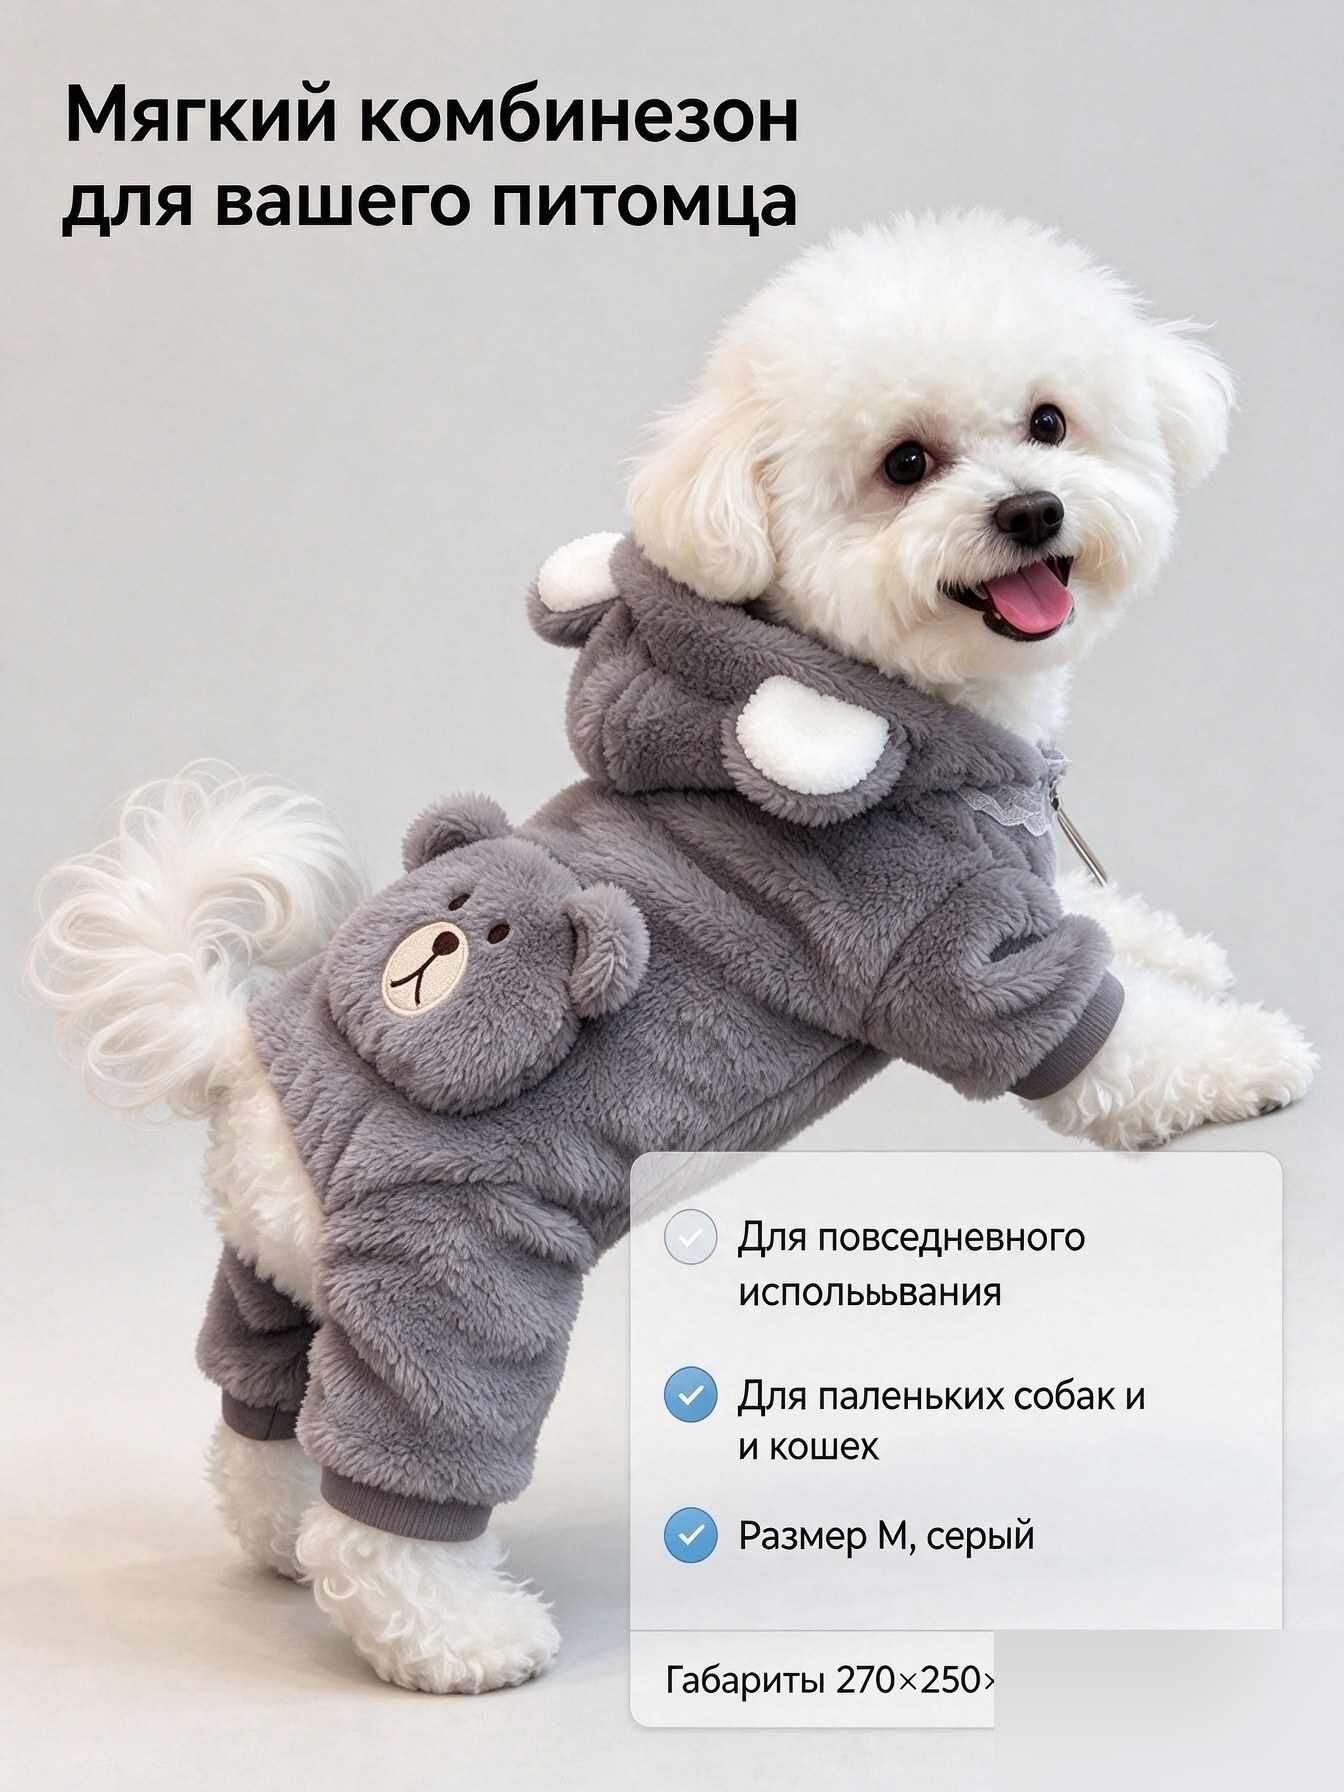 Мягкий комбинезон
для вашего питомца
Для повседневного
испольььвания
Для паленьких собак и
и кошех
Размер М, серый
Габариты 270×250×